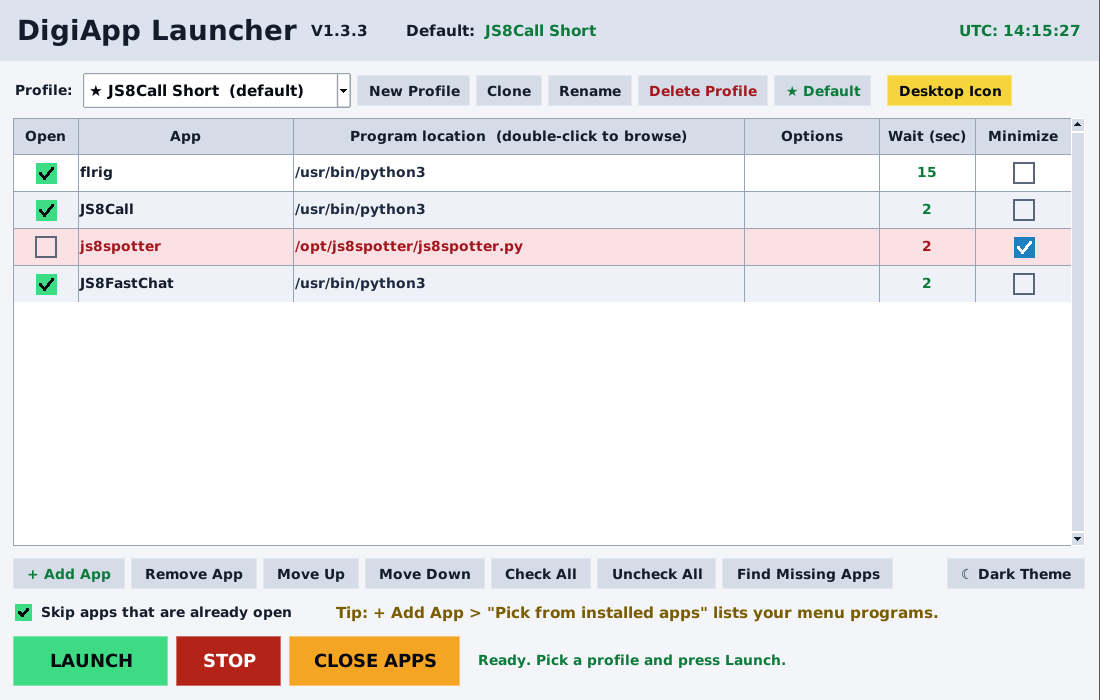 DigiApp Launcher V1.3.3 Default: JS8Call Short UTC: 14:15:27
Profile: ★ JS8Call Short (default) New Profile Clone Rename Delete Profile ★ Default Desktop Icon
Open App Program location (double-click to browse) Options Wait (sec) Minimize
flrig /usr/bin/python3 15
JS8Call /usr/bin/python3 2
js8spotter /opt/js8spotter/js8spotter.py 2
JS8FastChat /usr/bin/python3 2
+ Add App Remove App Move Up Move Down Check All Uncheck All Find Missing Apps ☾ Dark Theme
Skip apps that are already open Tip: + Add App > "Pick from installed apps" lists your menu programs.
LAUNCH STOP CLOSE APPS Ready. Pick a profile and press Launch.